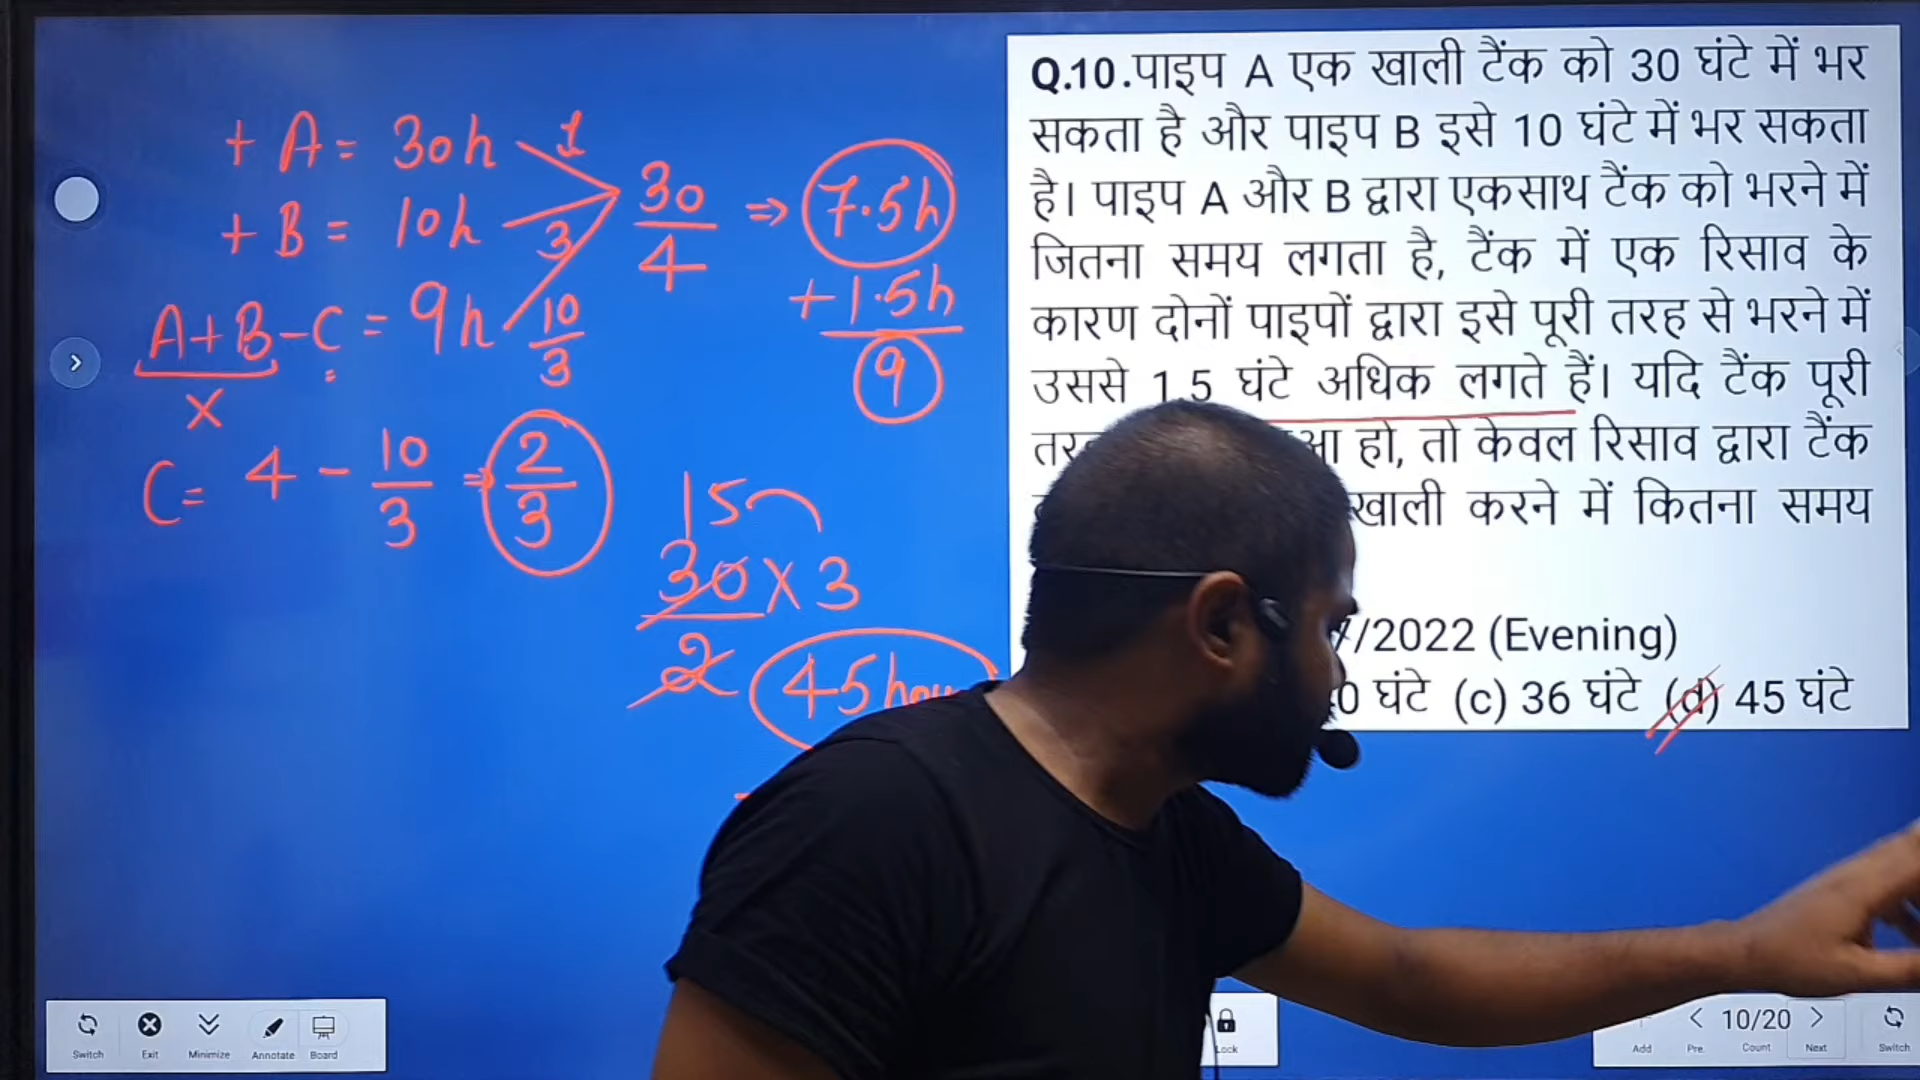 + A = 30h
1
+ B = 10h
3
30
4
⇒ 7.5h
+1.5h
9
A+B-C = 9h
10
3
x
C = 4 - 10/3 ⇒ 2/3
15
30 x 3
2
45
Q.10.पाइप A एक खाली टैंक को 30 घंटे में भर
सकता है और पाइप B इसे 10 घंटे में भर सकता
है। पाइप A और B द्वारा एकसाथ टैंक को भरने में
जितना समय लगता है, टैंक में एक रिसाव के
कारण दोनों पाइपों द्वारा इसे पूरी तरह से भरने में
उससे 1.5 घंटे अधिक लगते हैं। यदि टैंक पूरी
हो, तो केवल रिसाव द्वारा टैंक
खाली करने में कितना समय
/2022 (Evening)
0 घंटे (c) 36 घंटे (d) 45 घंटे
Switch Exit Minimize Annotate Board
Lock
10/20
Add Pre Count Next Switch